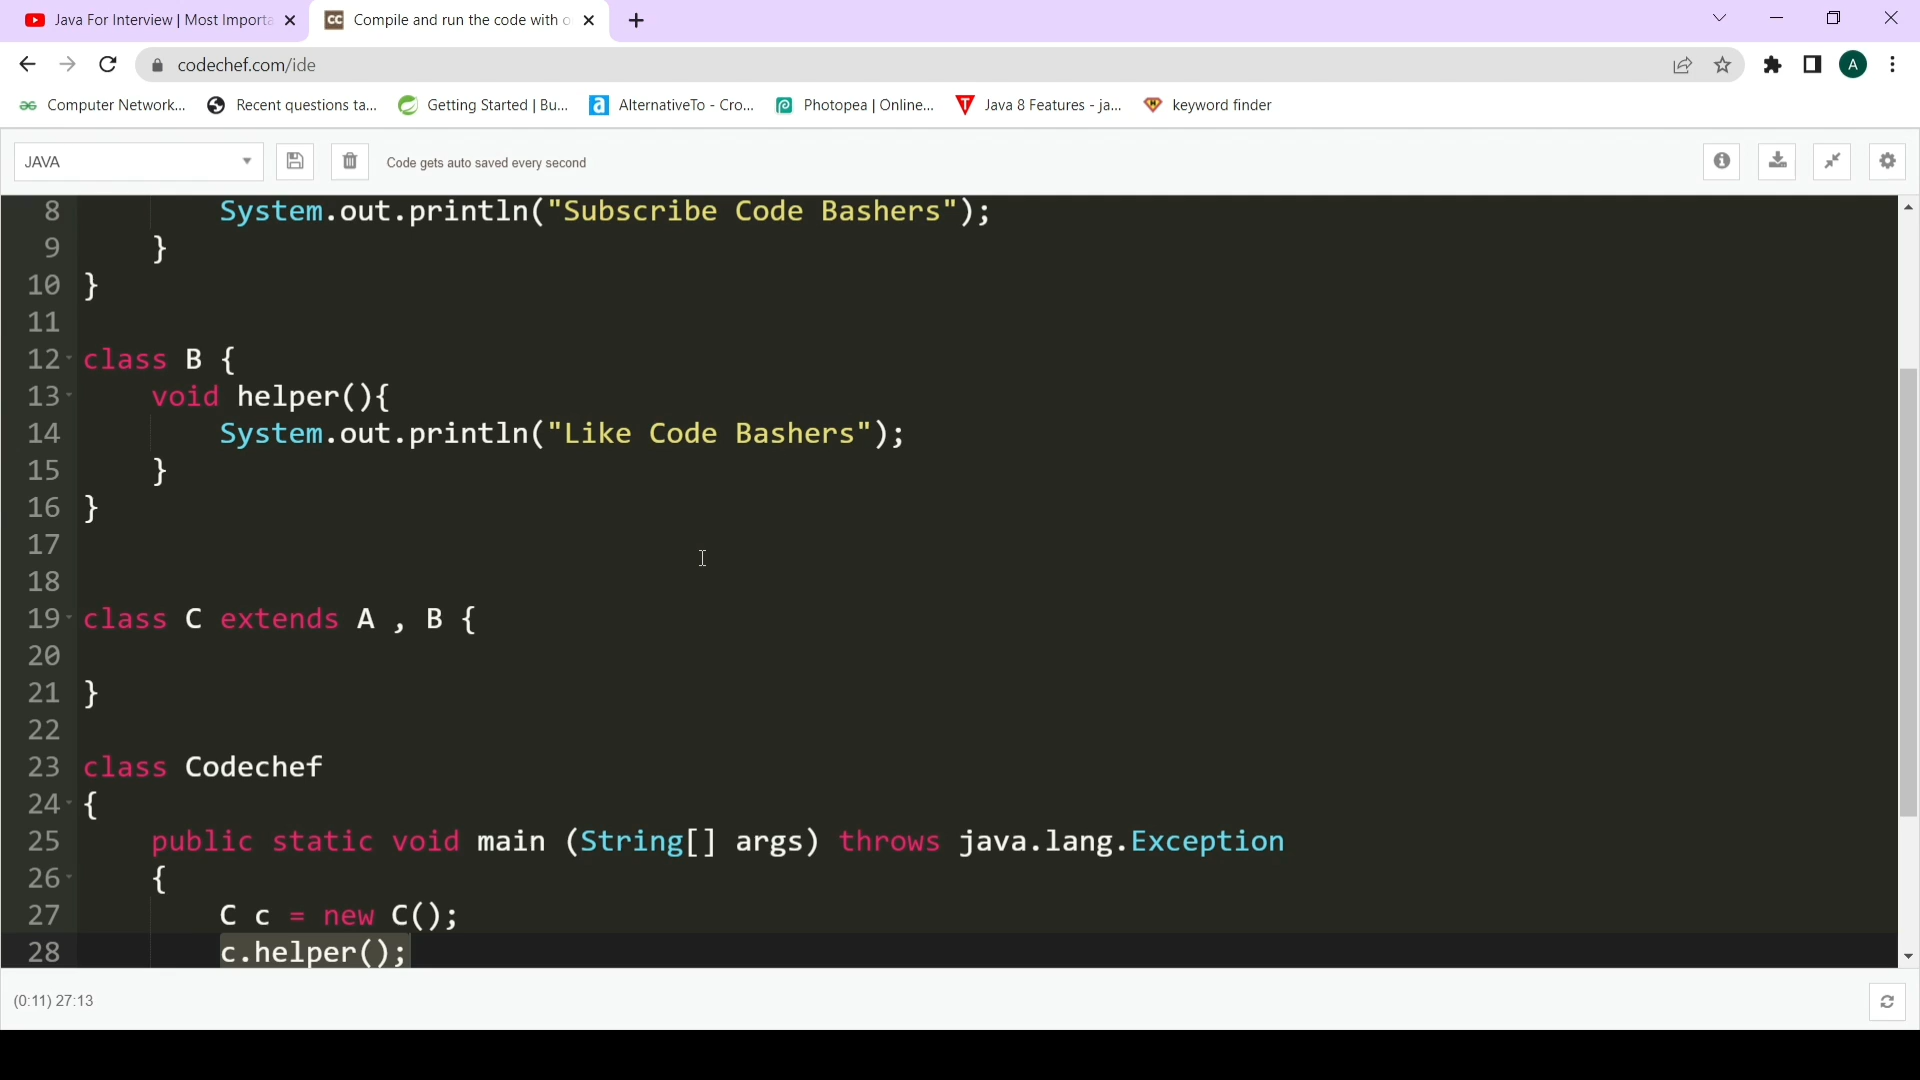 Java For Interview | Most Importa
Compile and run the code with o
codechef.com/ide
A
Computer Network...
Recent questions ta...
Getting Started | Bu...
AlternativeTo - Cro...
Photopea | Online...
Java 8 Features - ja...
keyword finder
JAVA
Code gets auto saved every second
8 System.out.println("Subscribe Code Bashers");
9 }
10 }
11
12 class B {
13 void helper(){
14 System.out.println("Like Code Bashers");
15 }
16 }
17
18
19 class C extends A , B {
20
21 }
22
23 class Codechef
24 {
25 public static void main (String[] args) throws java.lang.Exception
26 {
27 C c = new C();
28 c.helper();
(0:11) 27:13